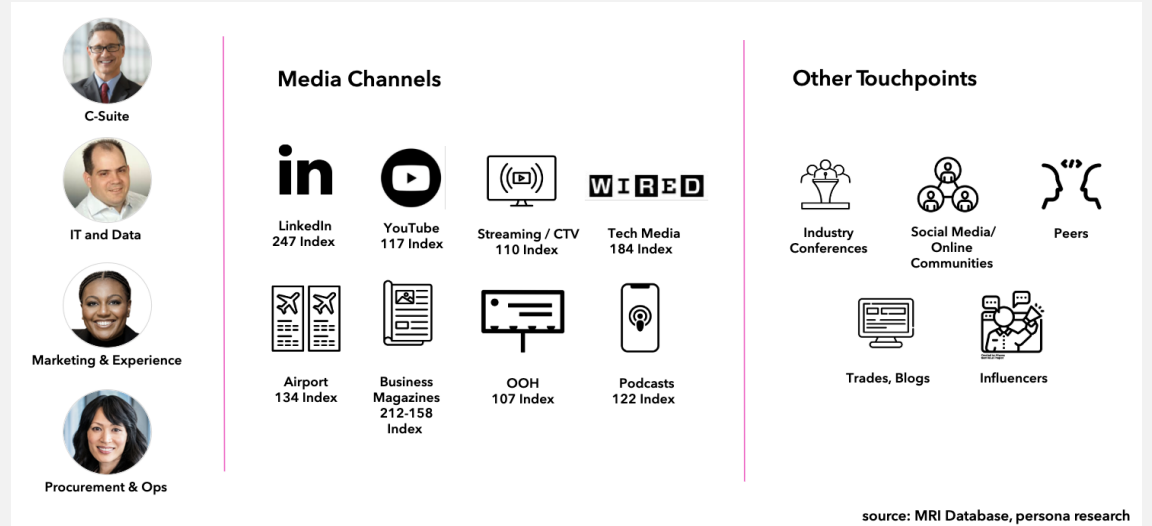 C-Suite
IT and Data
Marketing & Experience
Procurement & Ops
Media Channels
in
LinkedIn
247 Index
YouTube
117 Index
Streaming / CTV
110 Index
WIRED
Tech Media
184 Index
Airport
134 Index
Business
Magazines
212-158
Index
OOH
107 Index
Podcasts
122 Index
Other Touchpoints
Industry
Conferences
Social Media/
Online
Communities
</>
Peers
Trades, Blogs
Influencers
source: MRI Database, persona research